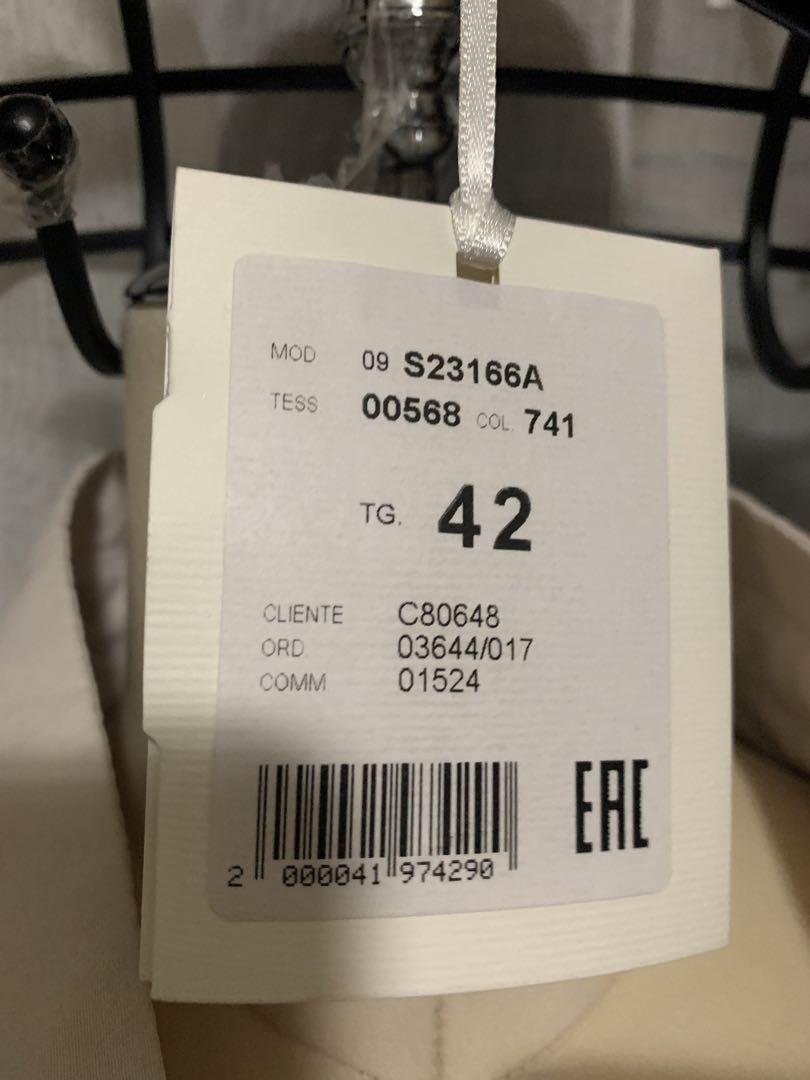 MOD 09 S23166A
TESS 00568 COL. 741
TG. 42
CLIENTE C80648
ORD 03644/017
COMM 01524
EAC
2 000041 974290